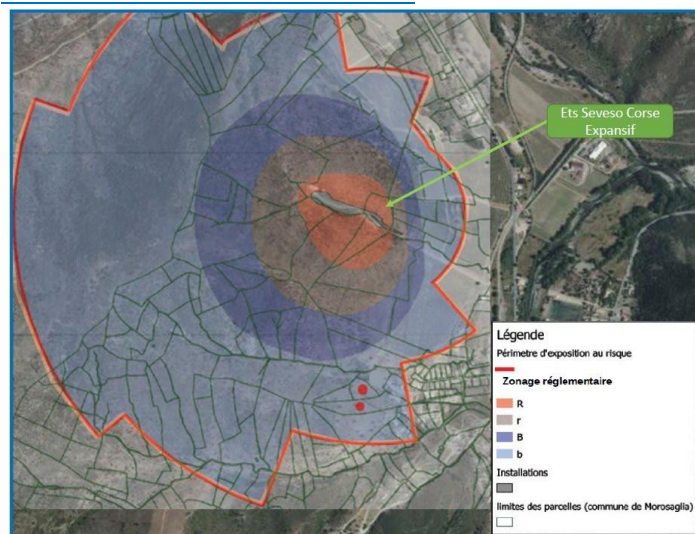 Ets Seveso Corse
Expansif
Légende
Périmetre d'exposition au risque
Zonage réglementaire
R
r
B
b
Installations
limites des parcelles (commune de Morosaglia)